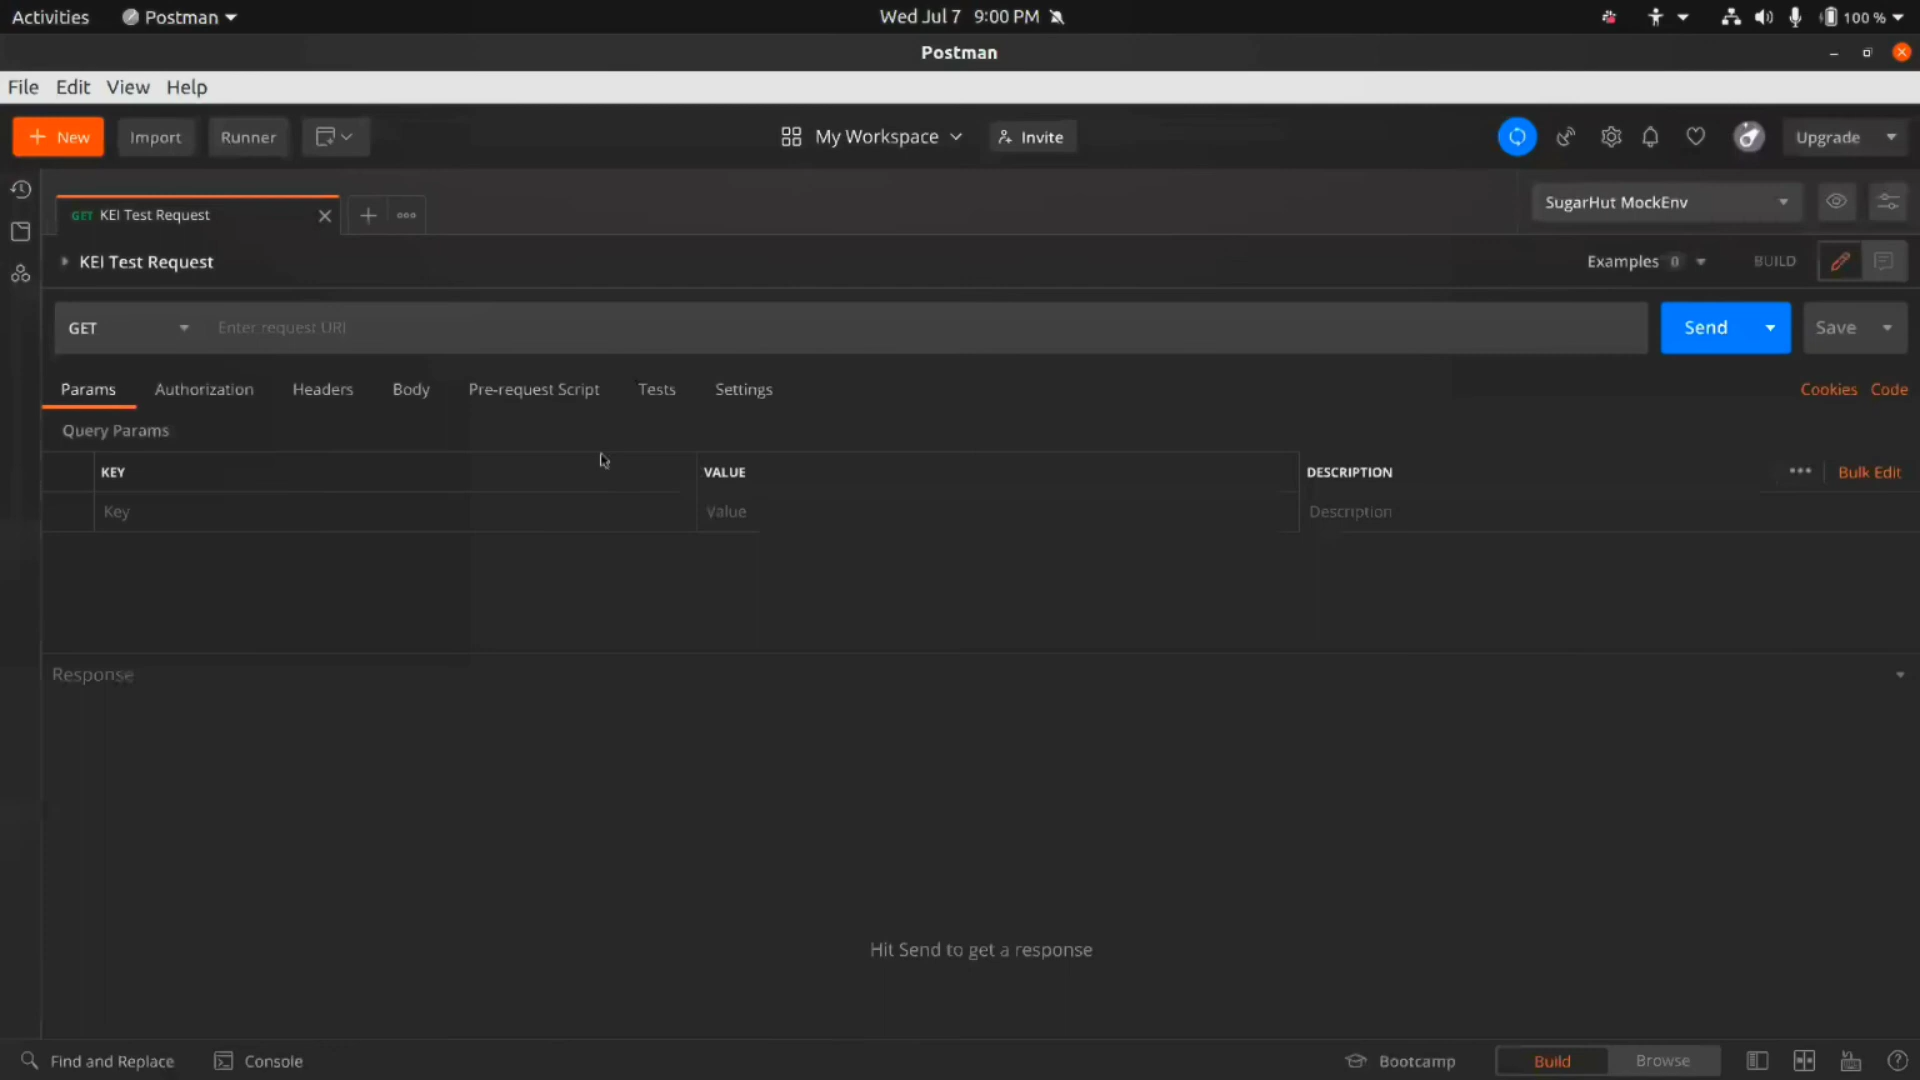 Activities Postman Wed Jul 7 9:00 PM 100 %
Postman
File Edit View Help
New Import Runner My Workspace Invite Upgrade
GET KEI Test Request SugarHut MockEnv
KEI Test Request Examples 0 BUILD
GET Enter request URL Send Save
Params Authorization Headers Body Pre-request Script Tests Settings Cookies Code
Query Params
KEY VALUE DESCRIPTION Bulk Edit
Key Value Description
Response
Hit Send to get a response
Find and Replace Console Bootcamp Build Browse